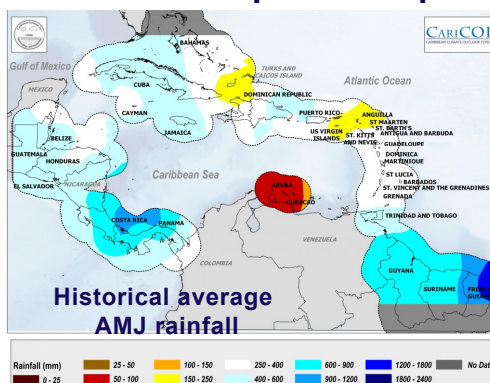 CARICOF
CARIBBEAN CLIMATE OUTLOOK FORUM
BAHAMAS
Gulf of Mexico
TURKS AND
CAICOS ISLAND
Atlantic Ocean
MEXICO
CUBA
DOMINICAN REPUBLIC
CAYMAN
PUERTO RICO
ANGUILLA
ST MAARTEN
ST. BARTH'S
JAMAICA
US VIRGIN
ISLANDS
ST. KITTS
AND NEVIS
ANTIGUA AND BARBUDA
BELIZE
GUADELOUPE
GUATEMALA
DOMINICA
HONDURAS
MARTINIQUE
Caribbean Sea
ST LUCIA
EL SALVADOR
NICARAGUA
ARUBA
BARBADOS
ST. VINCENT AND THE GRENADINES
CURACAO
GRENADA
COSTA RICA
PANAMA
TRINIDAD AND TOBAGO
VENEZUELA
COLOMBIA
GUYANA
SURINAME
FRENCH
GUIANA
Historical average
AMJ rainfall
Rainfall (mm)
25 - 50
100 - 150
250 - 400
600 - 900
1200 - 1800
No Dat
0 - 25
50 - 100
150 - 250
400 - 600
900 - 1200
1800 - 2400